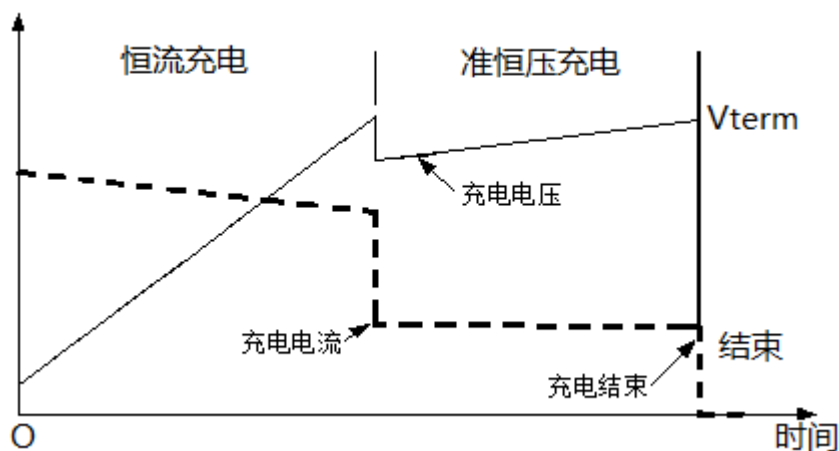 恒流充电
准恒压充电
Vterm
充电电压
充电电流
结束
充电结束
O
时间